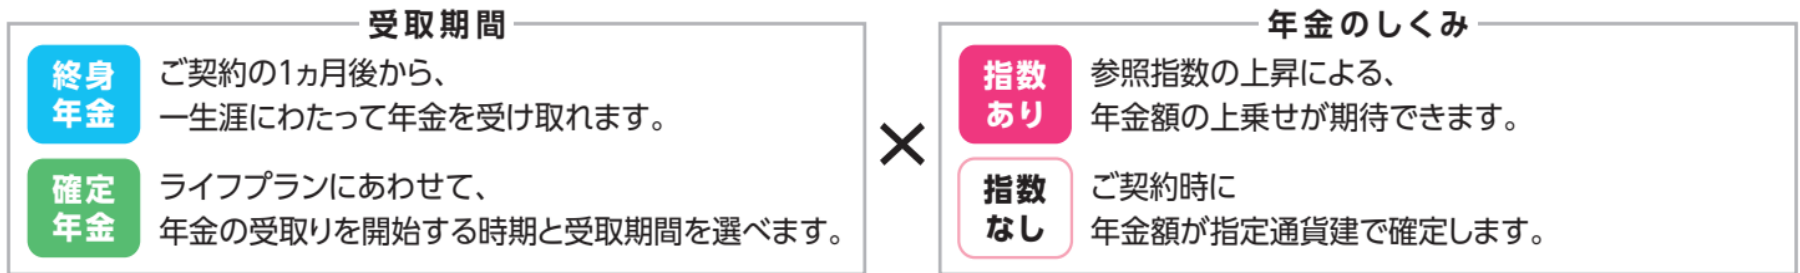 受取期間
終身
年金
ご契約の1ヵ月後から、
一生涯にわたって年金を受け取れます。
確定
年金
ライフプランにあわせて、
年金の受取りを開始する時期と受取期間を選べます。
×
年金のしくみ
指数
あり
参照指数の上昇による、
年金額の上乗せが期待できます。
指数
なし
ご契約時に
年金額が指定通貨建で確定します。